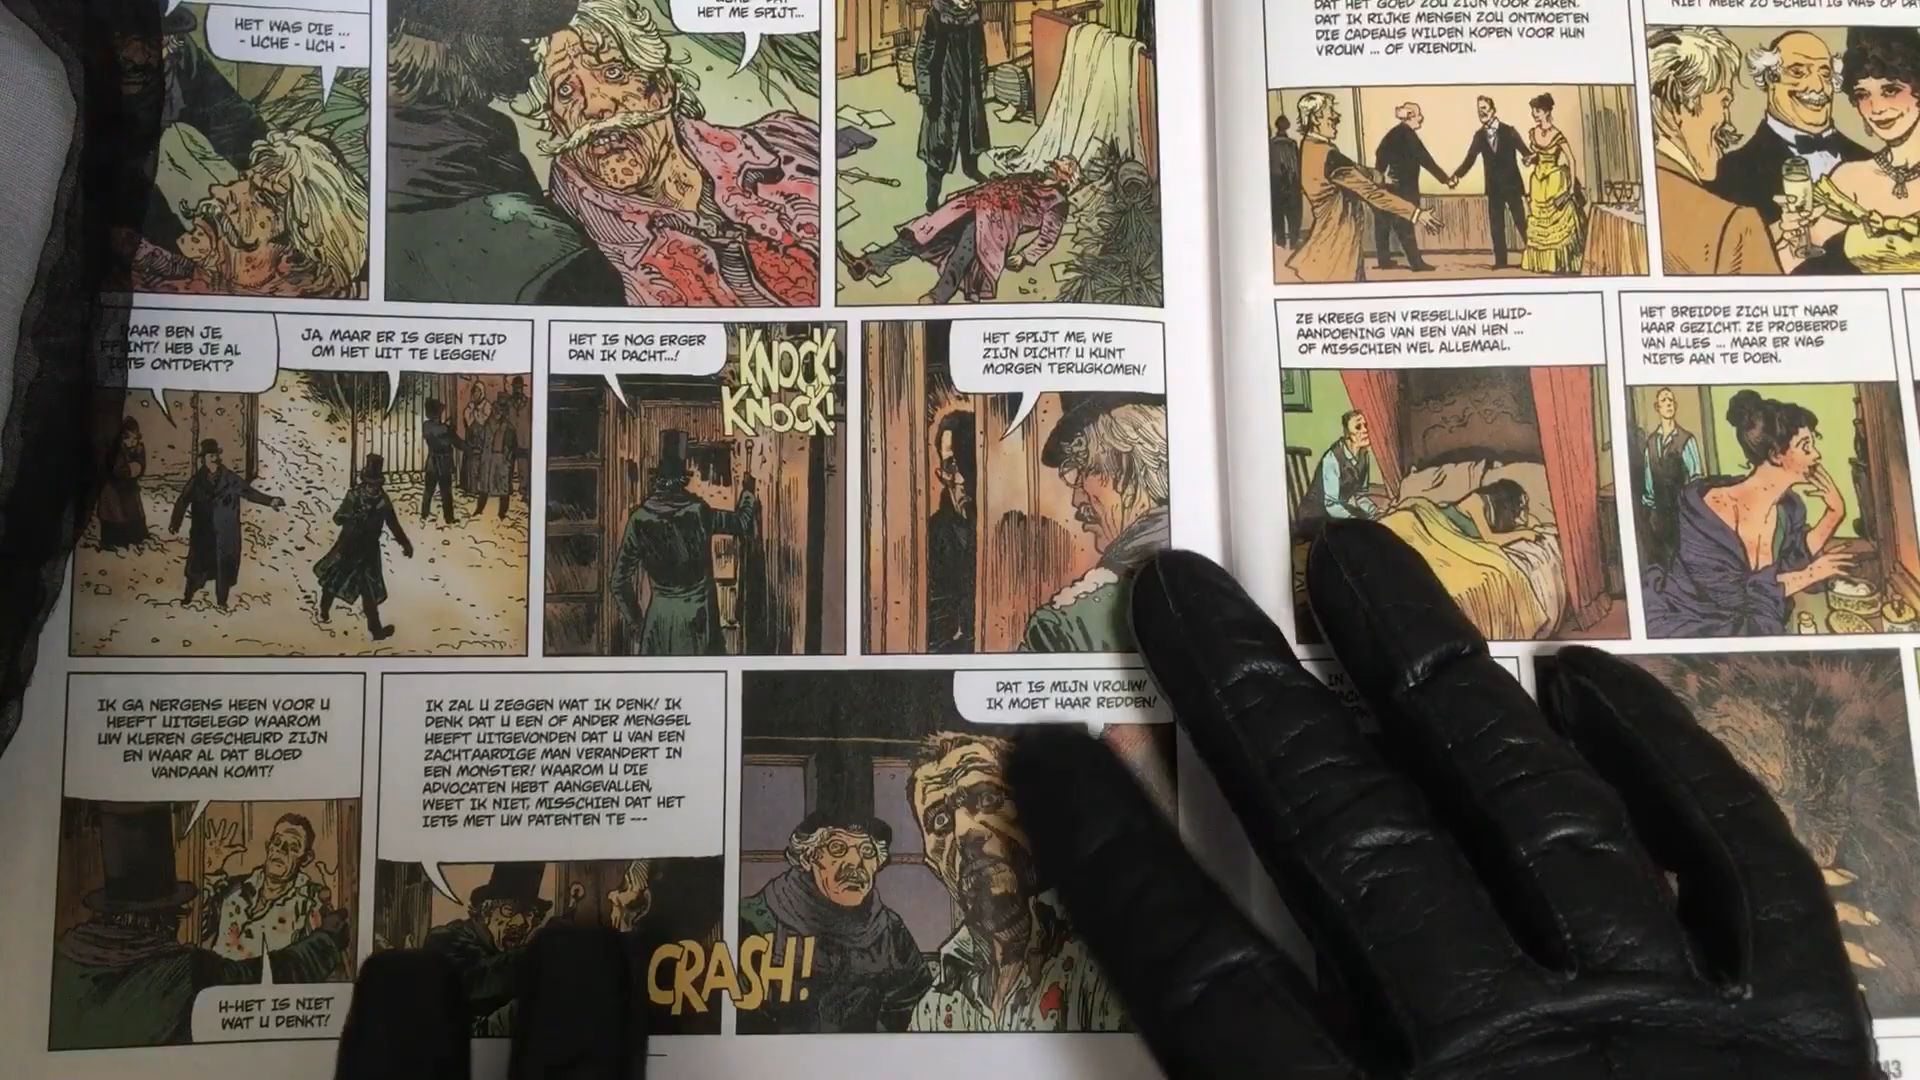 HET WAS DIE ...
- UCHE - UCH -
HET ME SPIJT...
BEN JE,
HEB JE AL
ONTDEKT?
JA, MAAR ER IS GEEN TIJD
OM HET UIT TE LEGGEN!
HET IS NOG ERGER
DAN IK DACHT...!
KNOCK!
KNOCK!
HET SPIJT ME, WE
ZIJN DICHT! U KUNT
MORGEN TERUGKOMEN!
IK GA NERGENS HEEN VOOR U
HEEFT UITGELEGD WAAROM
UW KLEREN GESCHEURD ZIJN
EN WAAR AL DAT BLOED
VANDAAN KOMT!
H-HET IS NIET
WAT U DENKT!
IK ZAL U ZEGGEN WAT IK DENK! IK
DENK DAT U EEN OF ANDER MENGSEL
HEEFT UITGEVONDEN DAT U VAN EEN
ZACHTAARDIGE MAN VERANDERT IN
EEN MONSTER! WAAROM U DIE
ADVOCATEN HEBT AANGEVALLEN,
WEET IK NIET, MISSCHIEN DAT HET
IETS MET UW PATENTEN TE ---
CRASH!
DAT IS MIJN VROUW!
IK MOET HAAR REDDEN!
DAT HET GOED ZOU ZIJN VOOR ZAKEN.
DAT IK RIJKE MENSEN ZOU ONTMOETEN
DIE CADEAUS WILDEN KOPEN VOOR HUN
VROUW ... OF VRIENDIN.
NIET MEER ZO SCHEUTIG WAS OP
ZE KREEG EEN VRESELIJKE HUID-
AANDOENING VAN EEN VAN HEN ...
OF MISSCHIEN WEL ALLEMAAL.
HET BREIDDE ZICH UIT NAAR
HAAR GEZICHT. ZE PROBEERDE
VAN ALLES ... MAAR ER WAS
NIETS AAN TE DOEN.